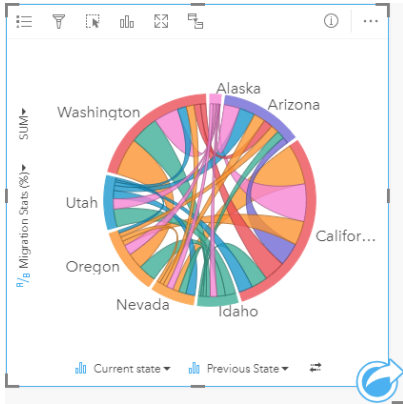 Alaska
Arizona
Washington
Utah
Califor...
Oregon
Nevada
Idaho
SUM
A/B Migration Stats (%)
Current state
Previous State